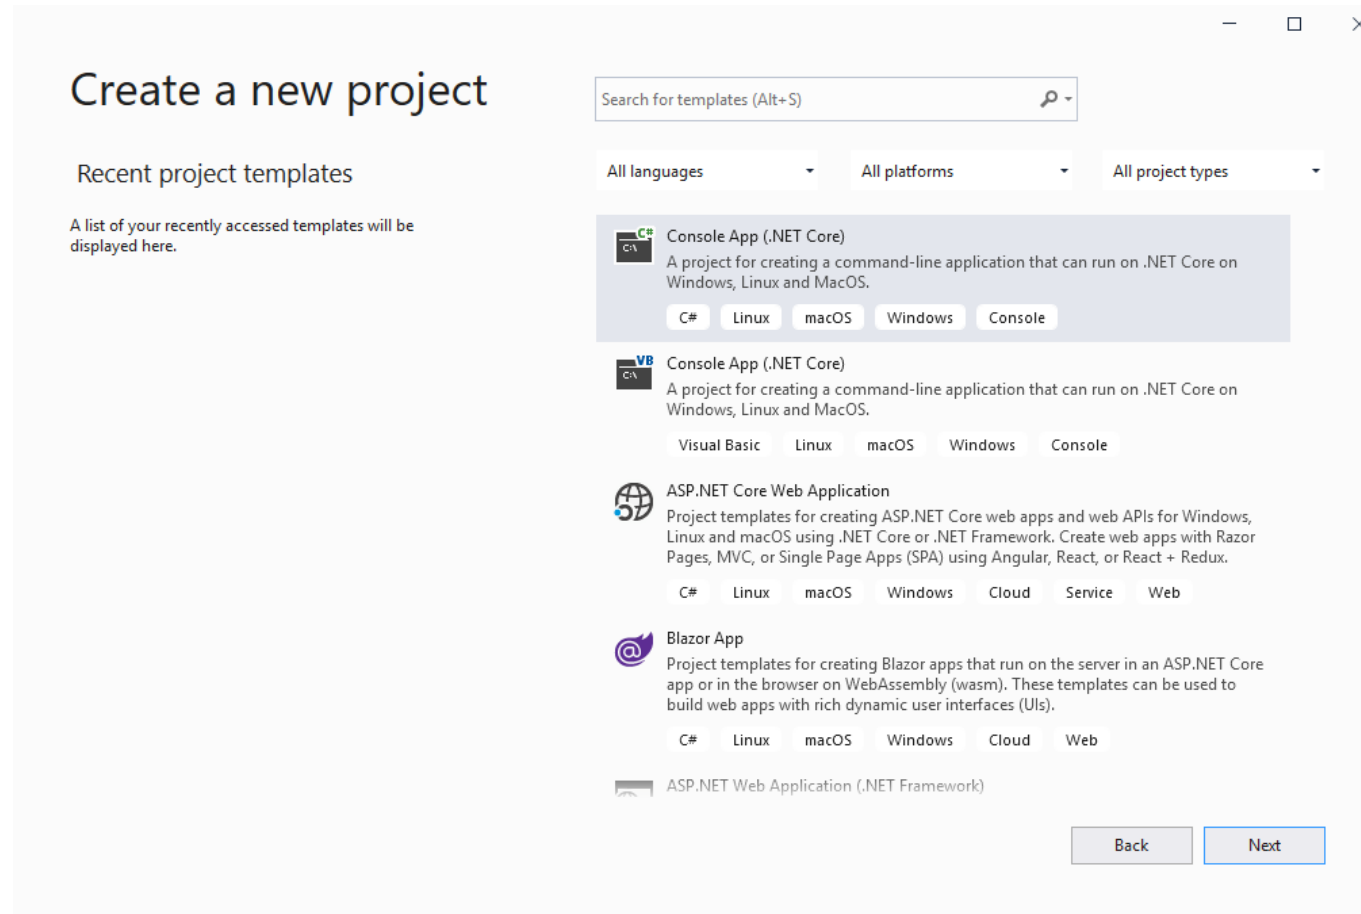 Create a new project
Search for templates (Alt+S)
Recent project templates
All languages
All platforms
All project types
A list of your recently accessed templates will be
displayed here.
C#
C:\
Console App (.NET Core)
A project for creating a command-line application that can run on .NET Core on
Windows, Linux and MacOS.
C# Linux macOS Windows Console
VB
C:\
Console App (.NET Core)
A project for creating a command-line application that can run on .NET Core on
Windows, Linux and MacOS.
Visual Basic Linux macOS Windows Console
ASP.NET Core Web Application
Project templates for creating ASP.NET Core web apps and web APIs for Windows,
Linux and macOS using .NET Core or .NET Framework. Create web apps with Razor
Pages, MVC, or Single Page Apps (SPA) using Angular, React, or React + Redux.
C# Linux macOS Windows Cloud Service Web
@
Blazor App
Project templates for creating Blazor apps that run on the server in an ASP.NET Core
app or in the browser on WebAssembly (wasm). These templates can be used to
build web apps with rich dynamic user interfaces (UIs).
C# Linux macOS Windows Cloud Web
ASP.NET Web Application (.NET Framework)
Back
Next